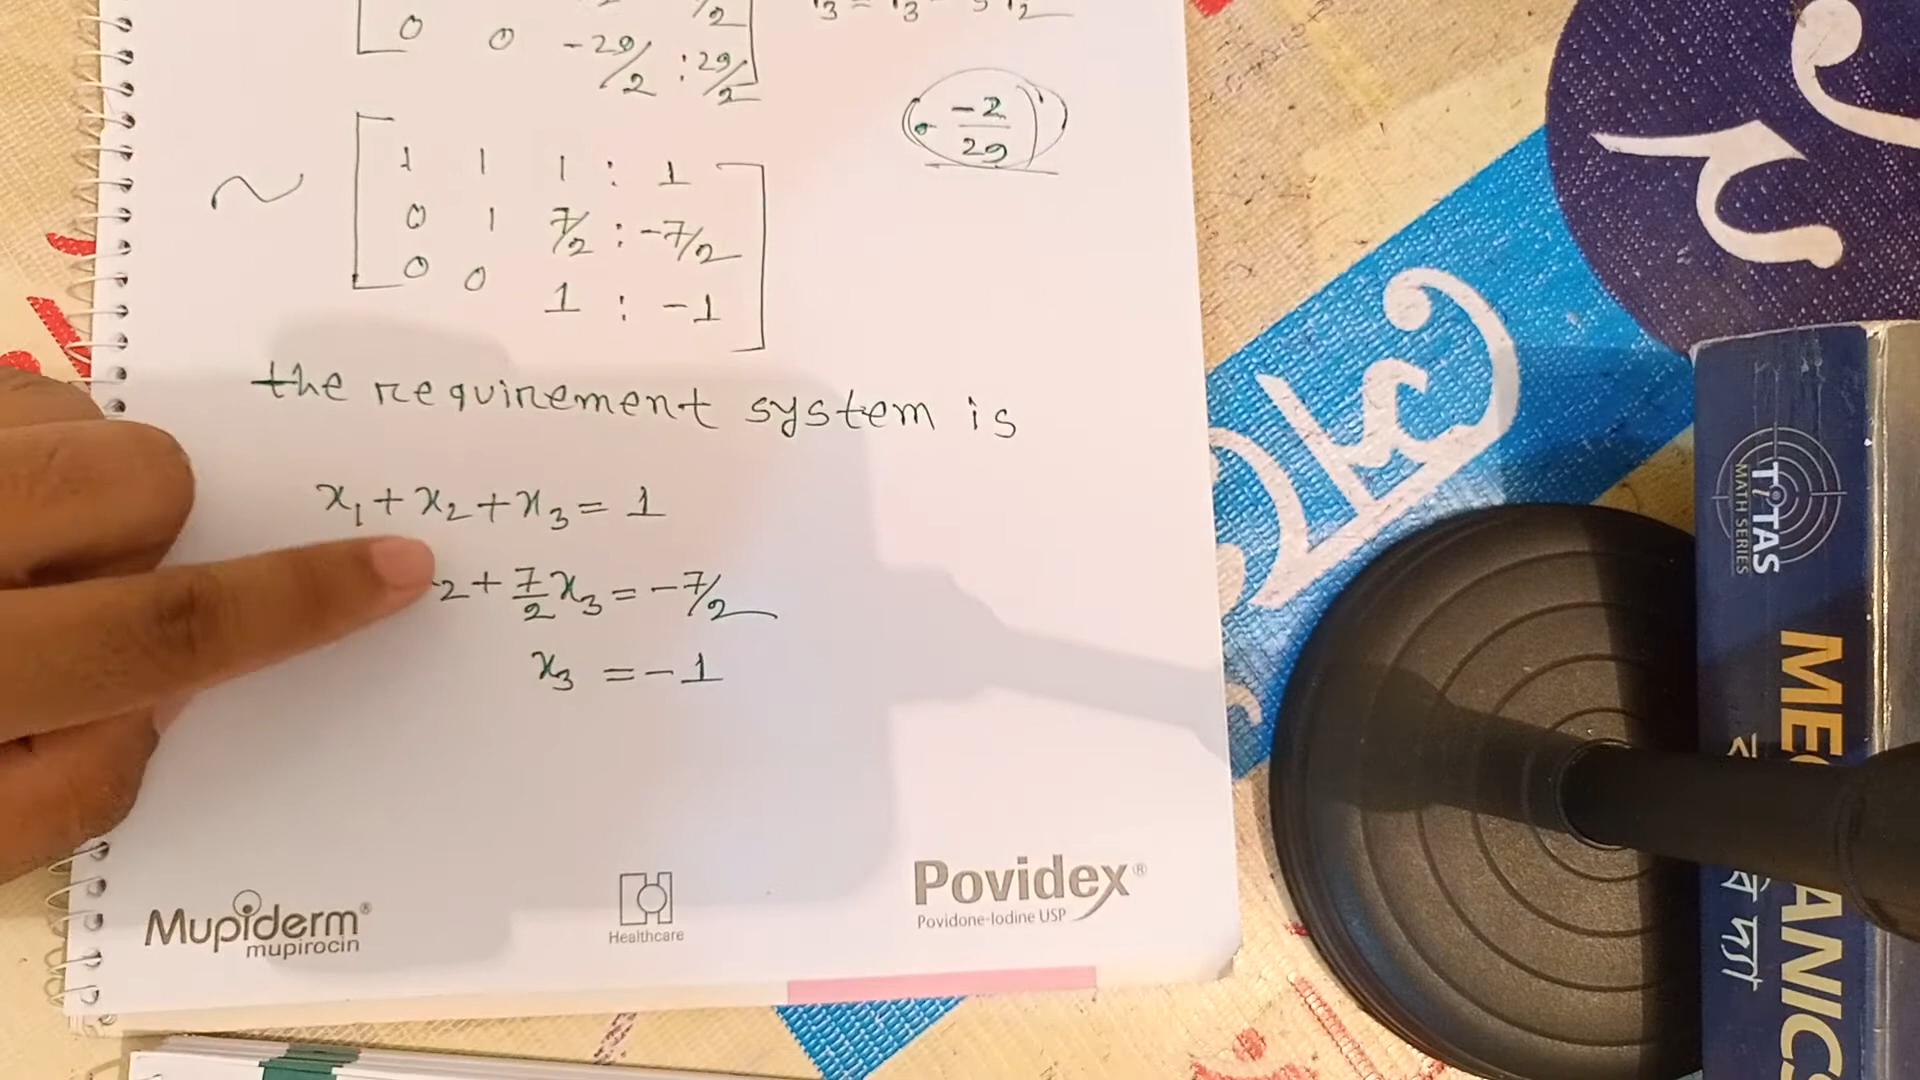 0 0 -29/2 : 29/2
-2/29
~ [ 1 1 1 : 1
0 1 7/2 : -7/2
0 0 1 : -1 ]
the requirement system is
x₁ + x₂ + x₃ = 1
2 + 7/2 x₃ = -7/2
x₃ = -1
Mupiderm®
mupirocin
Healthcare
Povidex®
Povidone-Iodine USP
TITAS
MATH SERIES